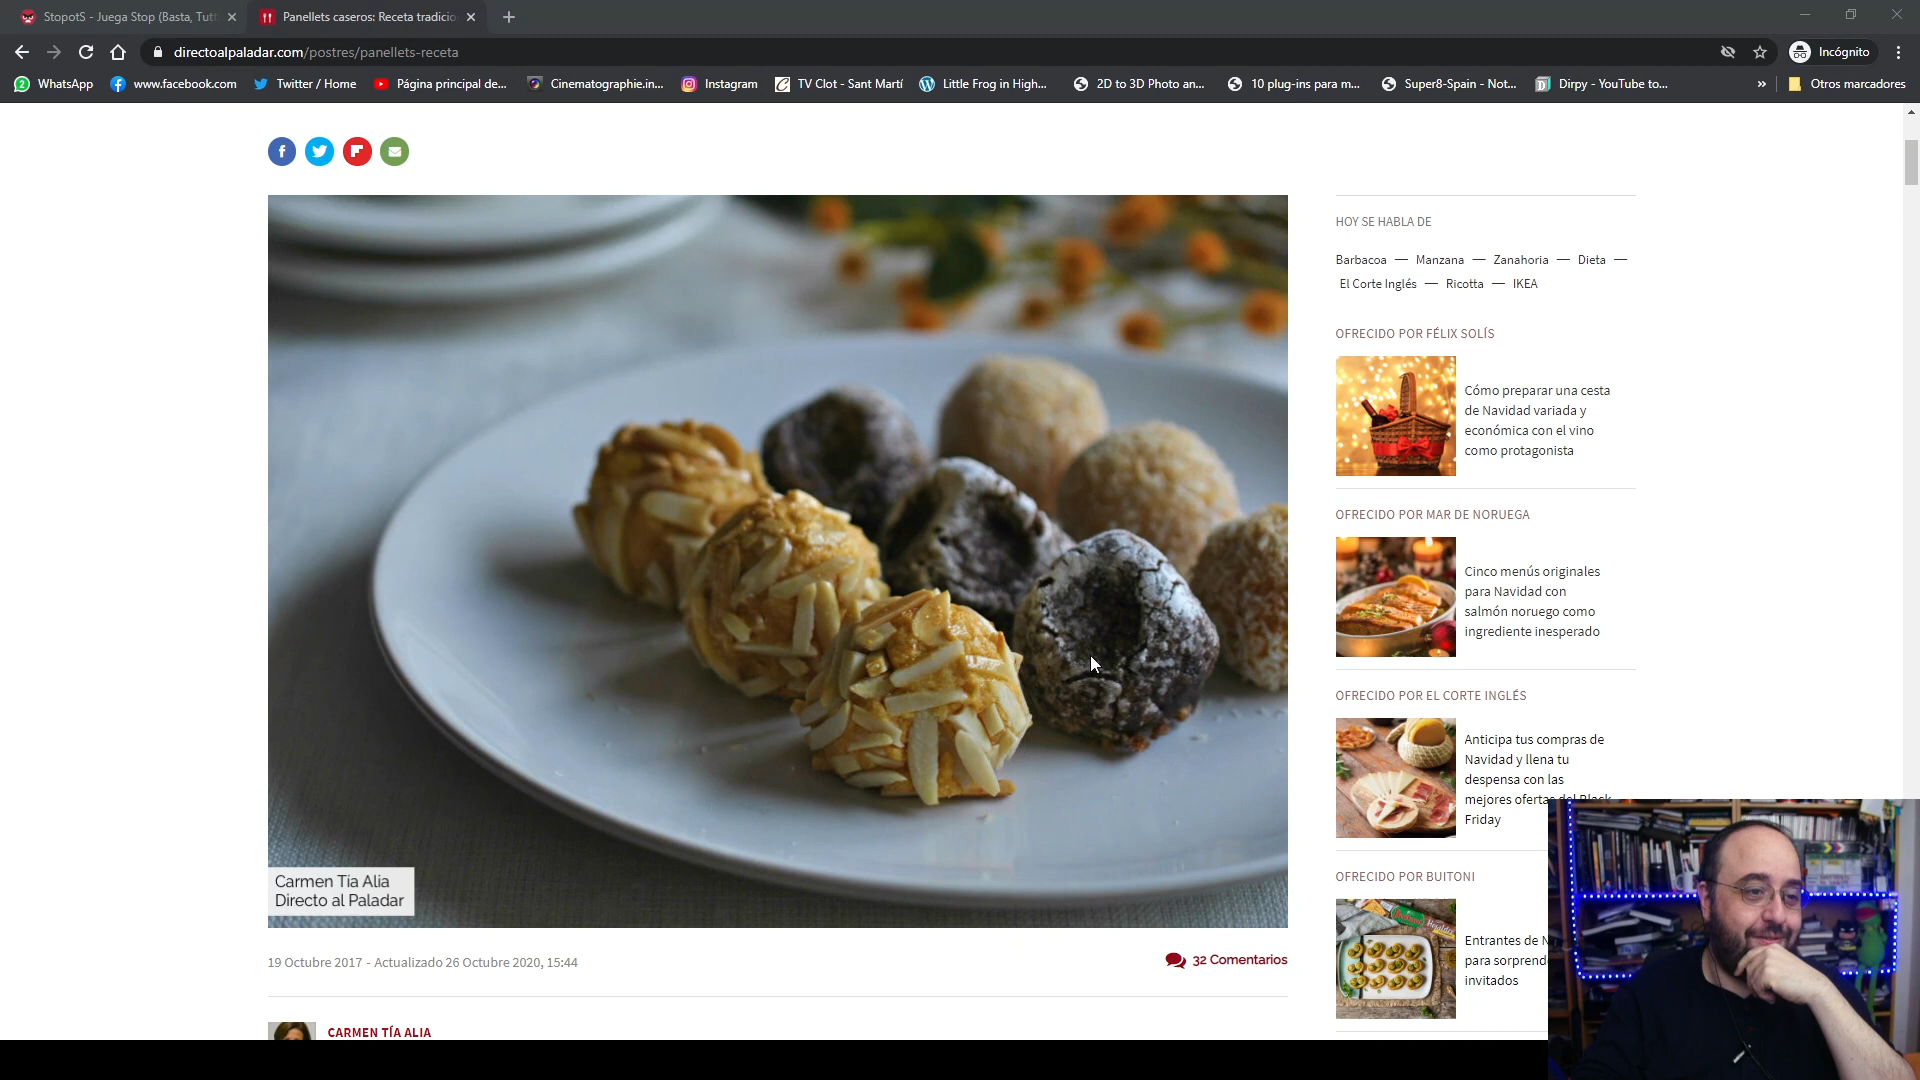 StopotS - Juega Stop (Basta, Tutt
Panellets caseros: Receta tradicio
directoalpaladar.com/postres/panellets-receta
Incógnito
WhatsApp
www.facebook.com
Twitter / Home
Página principal de...
Cinematographie.in...
Instagram
TV Clot - Sant Martí
Little Frog in High...
2D to 3D Photo an...
10 plug-ins para m...
Super8-Spain - Not...
Dirpy - YouTube to...
»
Otros marcadores
HOY SE HABLA DE
Barbacoa — Manzana — Zanahoria — Dieta —
El Corte Inglés — Ricotta — IKEA
OFRECIDO POR FÉLIX SOLÍS
Cómo preparar una cesta
de Navidad variada y
económica con el vino
como protagonista
OFRECIDO POR MAR DE NORUEGA
Cinco menús originales
para Navidad con
salmón noruego como
ingrediente inesperado
OFRECIDO POR EL CORTE INGLÉS
Anticipa tus compras de
Navidad y llena tu
despensa con las
mejores ofertas del Black
Friday
OFRECIDO POR BUITONI
Entrantes de N
para sorprend
invitados
Carmen Tia Alia
Directo al Paladar
19 Octubre 2017 - Actualizado 26 Octubre 2020, 15:44
32 Comentarios
CARMEN TÍA ALIA